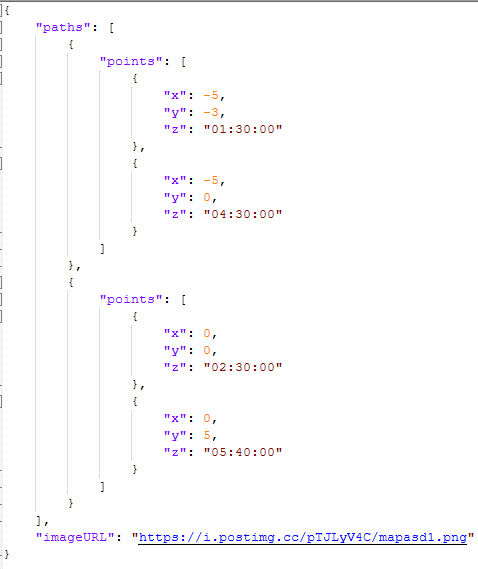 {
    "paths": [
        {
            "points": [
                {
                    "x": -5,
                    "y": -3,
                    "z": "01:30:00"
                },
                {
                    "x": -5,
                    "y": 0,
                    "z": "04:30:00"
                }
            ]
        },
        {
            "points": [
                {
                    "x": 0,
                    "y": 0,
                    "z": "02:30:00"
                },
                {
                    "x": 0,
                    "y": 5,
                    "z": "05:40:00"
                }
            ]
        }
    ],
    "imageURL": "https://i.postimg.cc/pTJLyV4C/mapasd1.png"
}